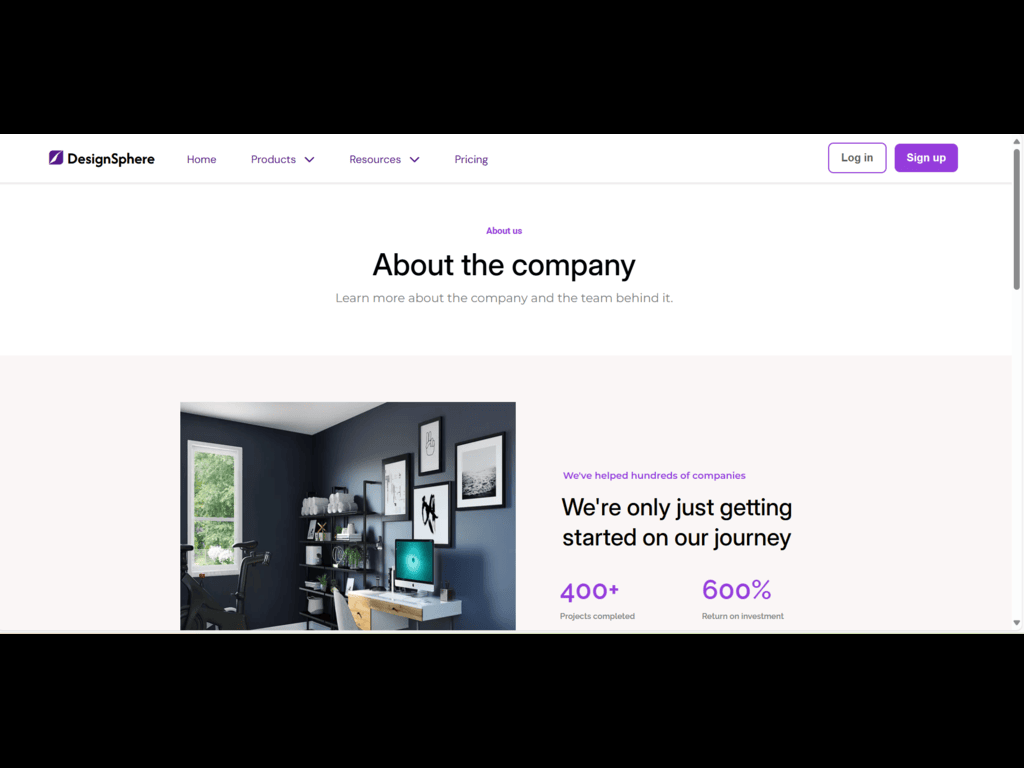 DesignSphere Home Products Resources Pricing Log in Sign up
About us
About the company
Learn more about the company and the team behind it.
We've helped hundreds of companies
We're only just getting
started on our journey
400+ 600%
Projects completed Return on investment